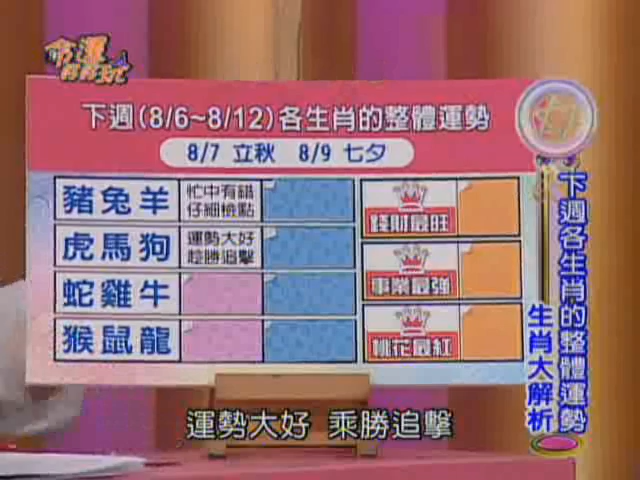 命運好好玩
下週(8/6~8/12)各生肖的整體運勢
8/7 立秋 8/9 七夕
豬兔羊
忙中有錯
仔細檢點
錢財最旺
虎馬狗
運勢大好
趁勝追擊
事業最強
蛇雞牛
猴鼠龍
桃花最紅
下週各生肖的整體運勢
生肖大解析
運勢大好 乘勝追擊